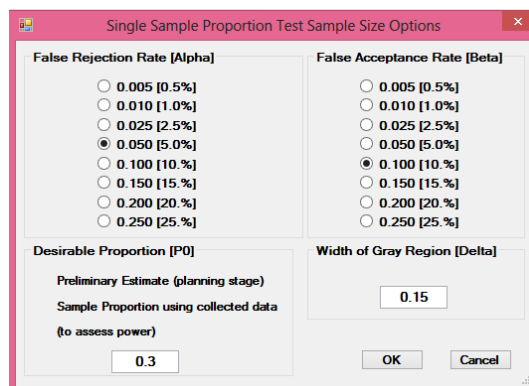 Single Sample Proportion Test Sample Size Options
False Rejection Rate [Alpha]
0.005 [0.5%]
0.010 [1.0%]
0.025 [2.5%]
0.050 [5.0%]
0.100 [10.%]
0.150 [15.%]
0.200 [20.%]
0.250 [25.%]
False Acceptance Rate [Beta]
0.005 [0.5%]
0.010 [1.0%]
0.025 [2.5%]
0.050 [5.0%]
0.100 [10.%]
0.150 [15.%]
0.200 [20.%]
0.250 [25.%]
Desirable Proportion [P0]
Preliminary Estimate (planning stage)
Sample Proportion using collected data
(to assess power)
0.3
Width of Gray Region [Delta]
0.15
OK
Cancel